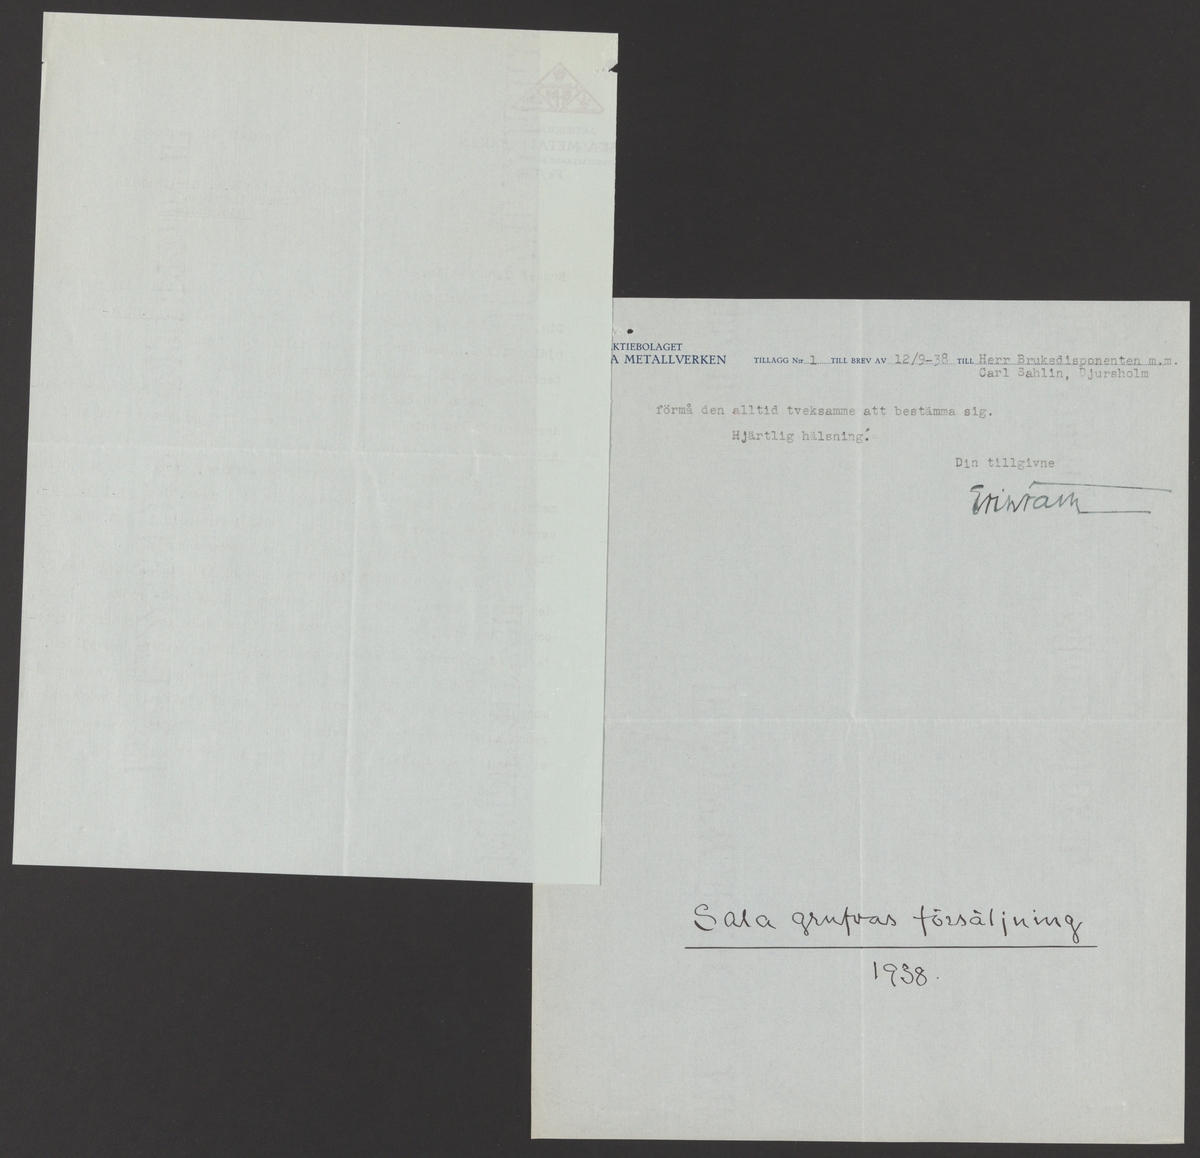 KTIEBOLAGET
A METALLVERKEN
TILLÄGG N:r 1 TILL BREV AV 12/9-38 TILL Herr Bruksdisponenten m.m.
Carl Sahlin, Djursholm
förmå den alltid tveksamme att bestämma sig.
Hjärtlig hälsning.
Din tillgivne
Sala grufvas försäljning
1938.